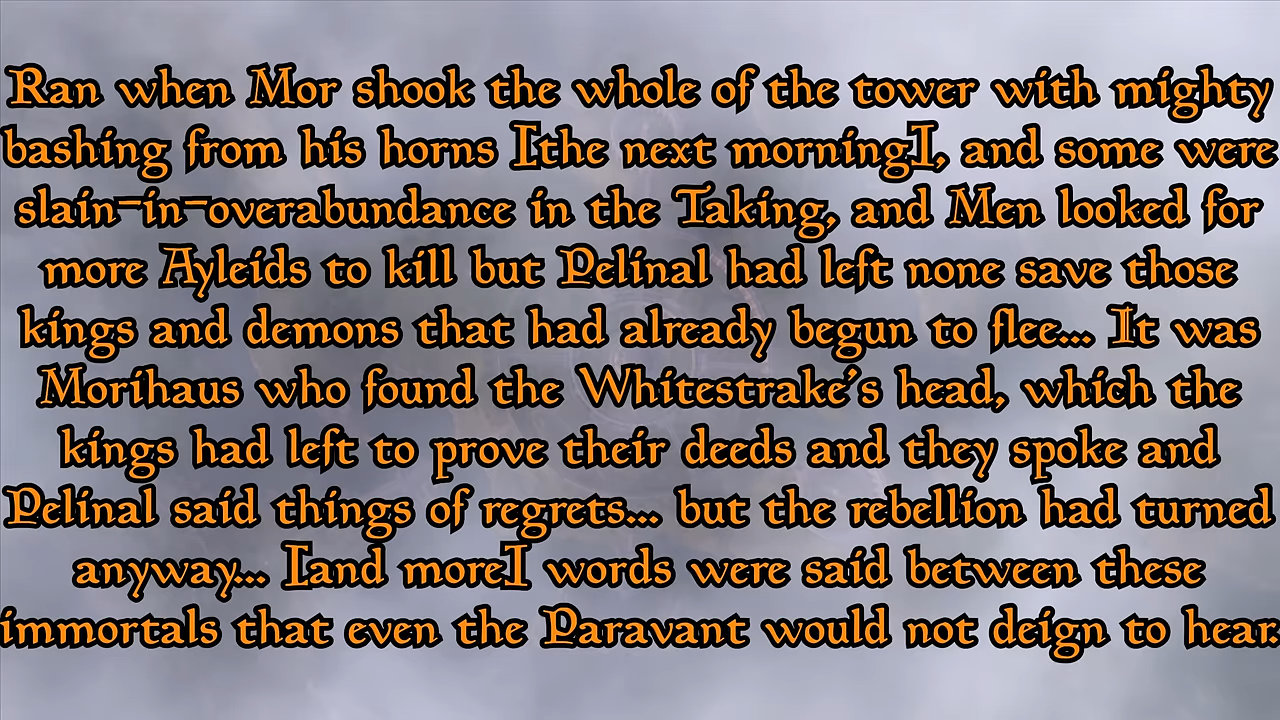 Ran when Mor shook the whole of the tower with mighty
bashing from his horns [the next morning], and some were
slain-in-overabundance in the Taking, and Men looked for
more Ayleids to kill but Pelinal had left none save those
kings and demons that had already begun to flee... It was
Morihaus who found the Whitestrake's head, which the
kings had left to prove their deeds and they spoke and
Pelinal said things of regrets... but the rebellion had turned
anyway... [and more] words were said between these
immortals that even the Paravant would not deign to hear.